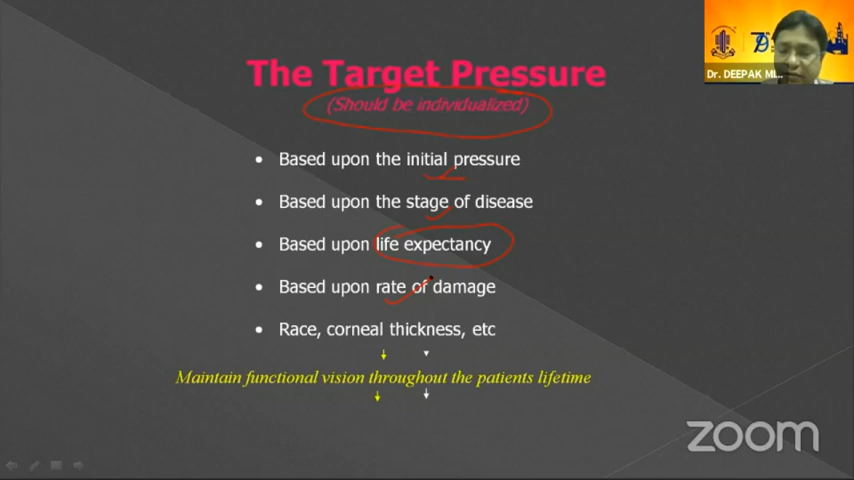 The Target Pressure
(Should be individualized)
• Based upon the initial pressure
• Based upon the stage of disease
• Based upon life expectancy
• Based upon rate of damage
• Race, corneal thickness, etc
Maintain functional vision throughout the patients lifetime
Dr. DEEPAK MI...
zoom